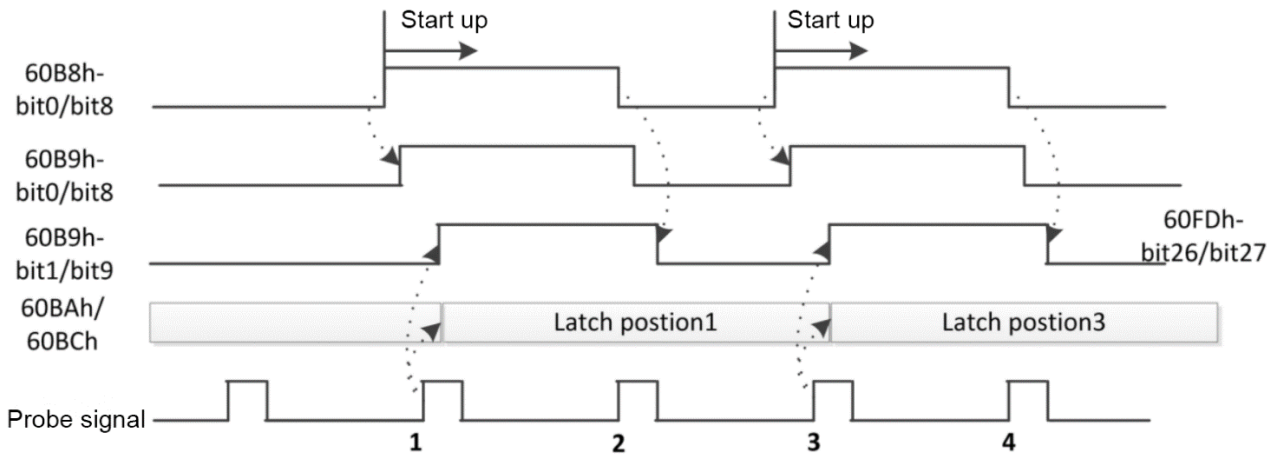 Start up
Start up
60B8h-
bit0/bit8
60B9h-
bit0/bit8
60B9h-
bit1/bit9
60FDh-
bit26/bit27
60BAh/
60BCh
Latch postion1
Latch postion3
Probe signal
1
2
3
4